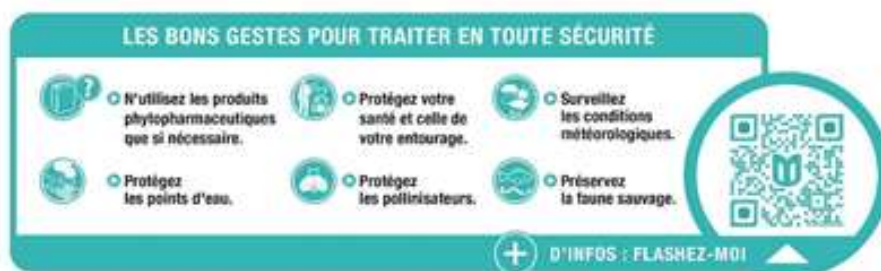 LES BONS GESTES POUR TRAITER EN TOUTE SÉCURITÉ
?
N'utilisez les produits
phytopharmaceutiques
que si nécessaire.
Protégez votre
santé et celle de
votre entourage.
Surveillez
les conditions
météorologiques.
Protégez
les points d'eau.
Protégez
les pollinisateurs.
Préservez
la faune sauvage.
+ D'INFOS : FLASHEZ-MOI